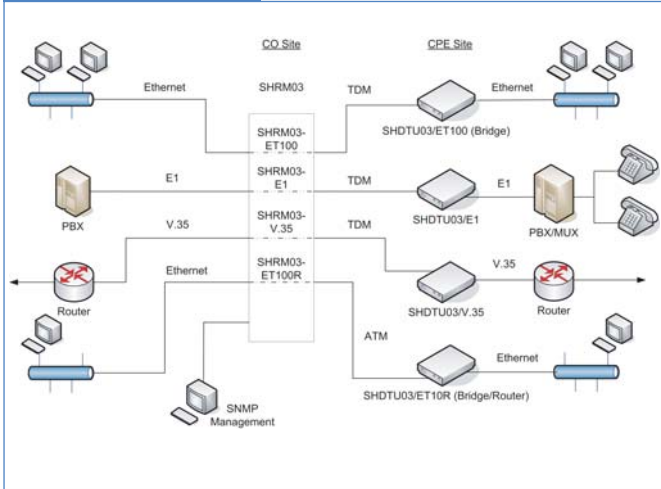 CO Site
CPE Site
Ethernet
SHRM03
TDM
Ethernet
SHRM03-
ET100
SHDTU03/ET100 (Bridge)
E1
SHRM03-
E1
TDM
E1
PBX
SHDTU03/E1
PBX/MUX
V.35
SHRM03-
V.35
TDM
Ethernet
SHRM03-
ET100R
V.35
Router
SHDTU03/V.35
Router
ATM
Ethernet
SHDTU03/ET10R (Bridge/Router)
SNMP
Management